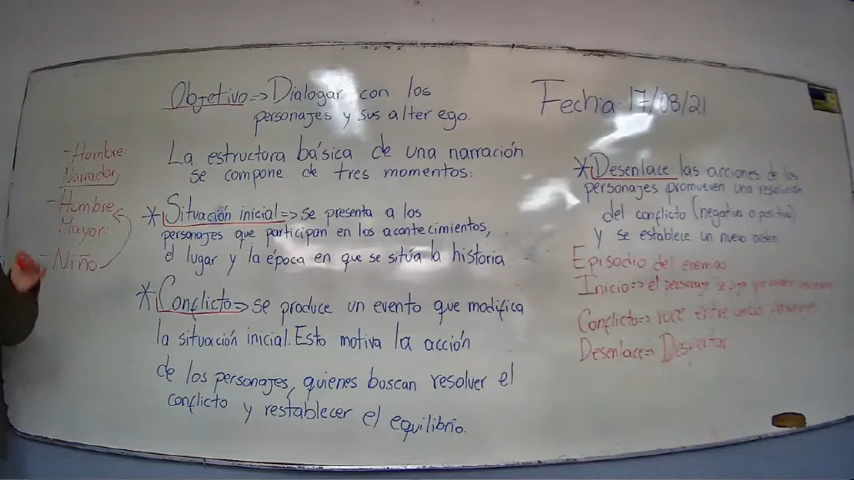 Objetivo=> Dialogar con los
personajes y sus alter ego.
Fecha: 17/08/21
La estructura básica de una narración
se compone de tres momentos:
* Situación inicial=> se presenta a los
personajes que participan en los acontecimientos,
el lugar y la época en que se sitúa la historia
* Conflicto=> se produce un evento que modifica
la situación inicial. Esto motiva la acción
de los personajes, quienes buscan resolver el
conflicto y restablecer el equilibrio.
- Hombre
Narrador
- Hombre
Mayor
- Niño
* Desenlace las acciones de los
personajes promueven una resolución
del conflicto (negativo o positivo)
y se establece un nuevo orden
Episodio del
Inicio=> el personaje
Conflicto=> roce entre ambos
Desenlace=>